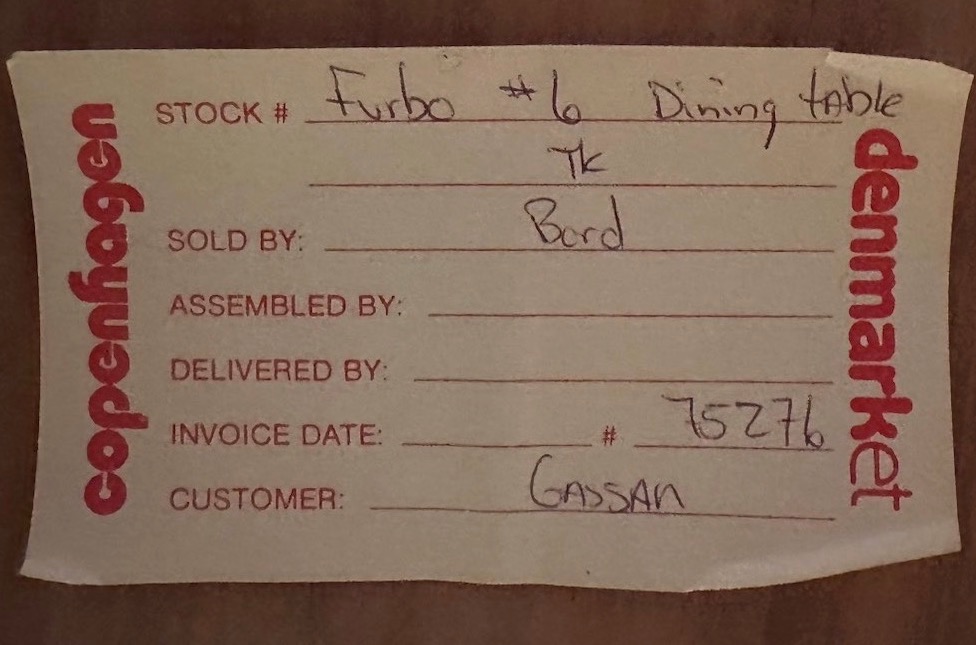 copenhagen
denmarket
STOCK # Furbo #6 Dining table
Tk
SOLD BY: Bord
ASSEMBLED BY:
DELIVERED BY:
INVOICE DATE: # 75276
CUSTOMER: GASSAN